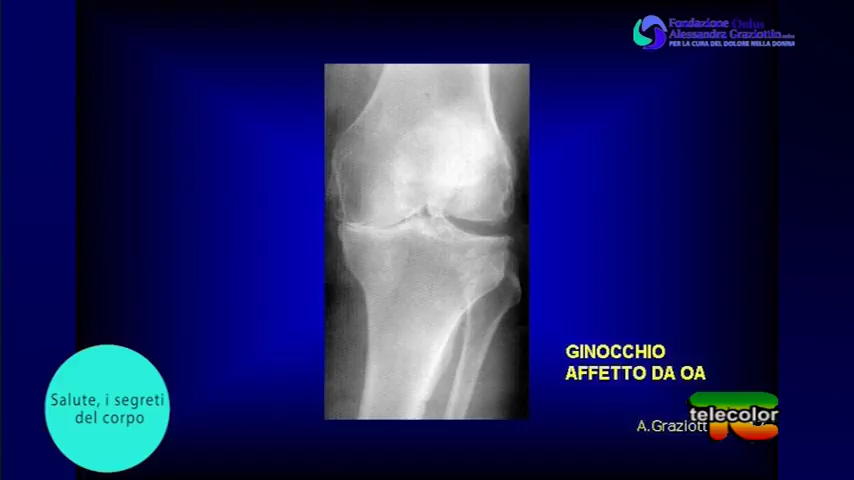 Fondazione Onlus
Alessandra Graziottin
PER LA CURA DEL DOLORE NELLA DONNA
GINOCCHIO
AFFETTO DA OA
Salute, i segreti
del corpo
telecolor
A.Graziott